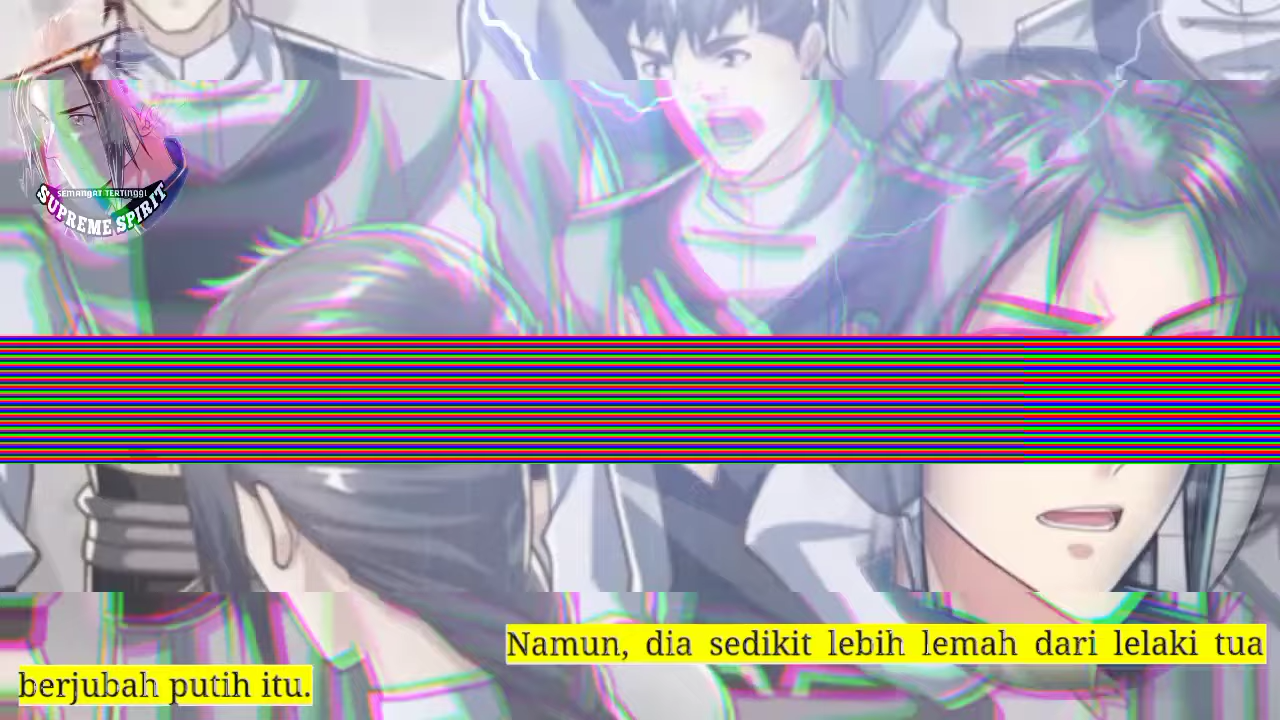 SEMANGAT TERTINGGI
SUPREME SPIRIT
Namun, dia sedikit lebih lemah dari lelaki tua
berjubah putih itu.